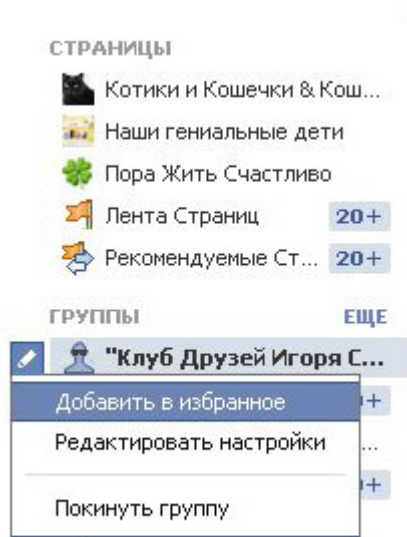 СТРАНИЦЫ
Котики и Кошечки & Кош...
Наши гениальные дети
Пора Жить Счастливо
Лента Страниц 20+
Рекомендуемые Ст... 20+
ГРУППЫ ЕЩЕ
"Клуб Друзей Игоря С...
Добавить в избранное +
Редактировать настройки ...
Покинуть группу +